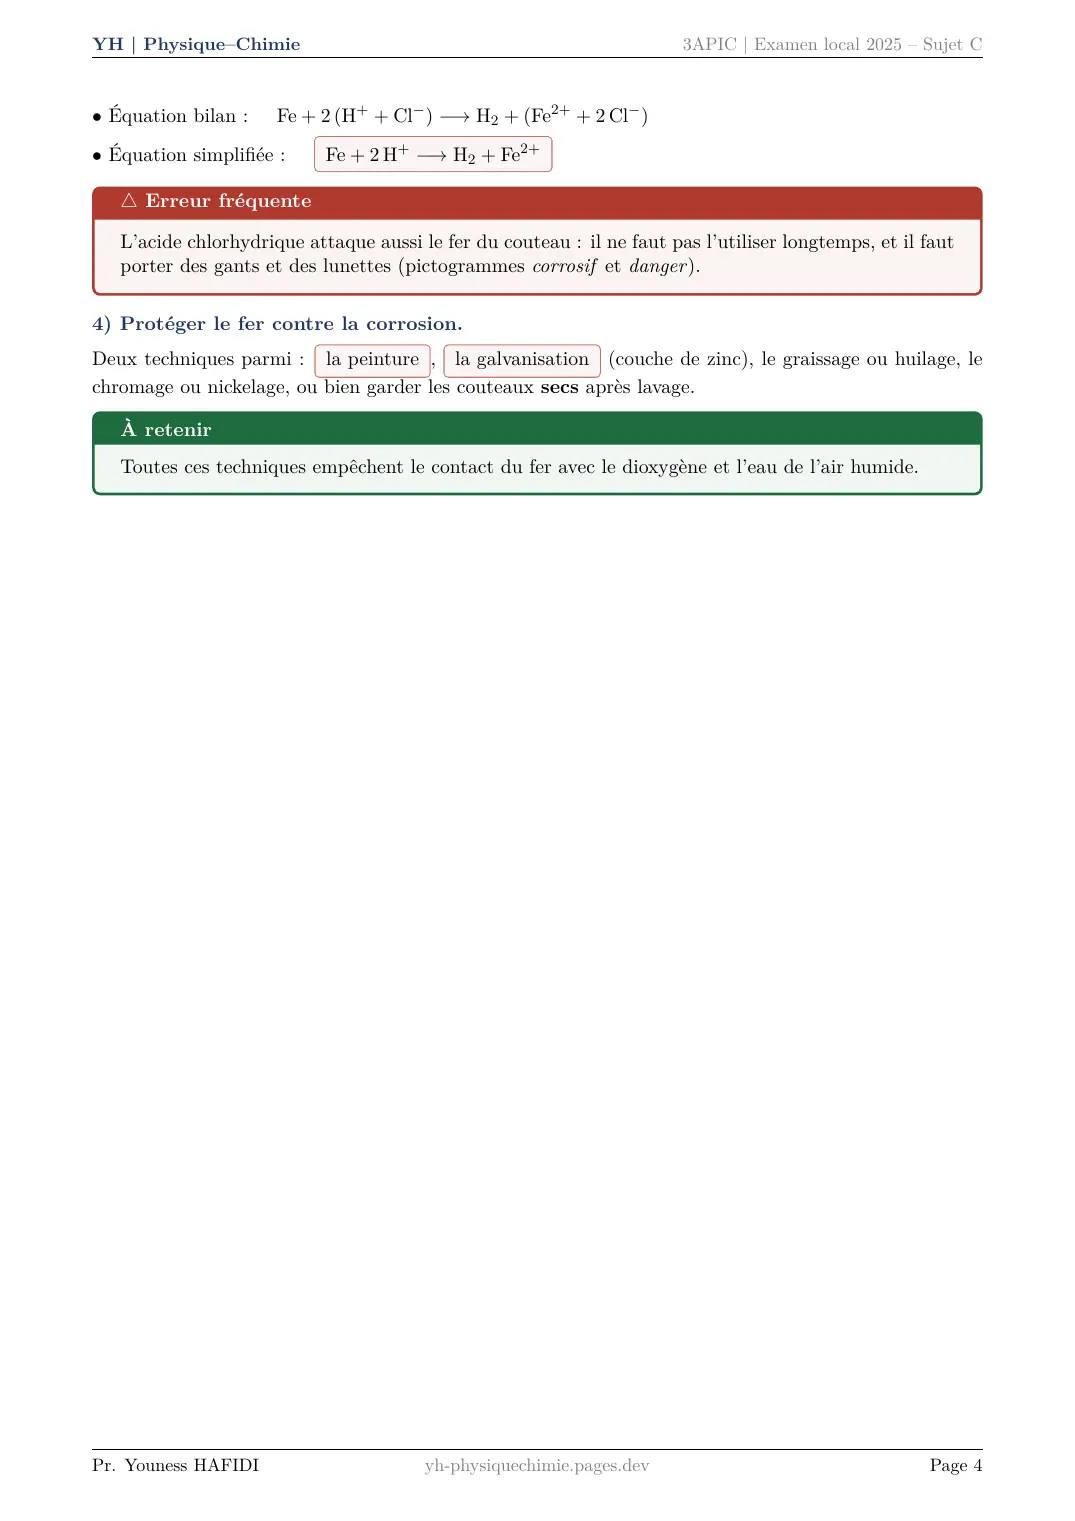 YH | Physique–Chimie 3APIC | Examen local 2025 – Sujet C
• Équation bilan : Fe + 2 (H⁺ + Cl⁻) ⟶ H₂ + (Fe²⁺ + 2 Cl⁻)
• Équation simplifiée : Fe + 2 H⁺ ⟶ H₂ + Fe²⁺
△ Erreur fréquente
L'acide chlorhydrique attaque aussi le fer du couteau : il ne faut pas l'utiliser longtemps, et il faut
porter des gants et des lunettes (pictogrammes corrosif et danger).
4) Protéger le fer contre la corrosion.
Deux techniques parmi : la peinture , la galvanisation (couche de zinc), le graissage ou huilage, le
chromage ou nickelage, ou bien garder les couteaux secs après lavage.
À retenir
Toutes ces techniques empêchent le contact du fer avec le dioxygène et l'eau de l'air humide.
Pr. Youness HAFIDI yh-physiquechimie.pages.dev Page 4